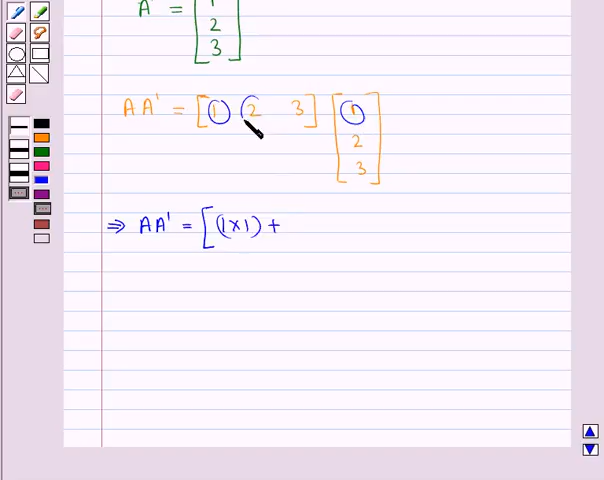 A' = [1
2
3]
AA' = [1 2 3] [1
2
3]
⇒ AA' = [(1×1) +